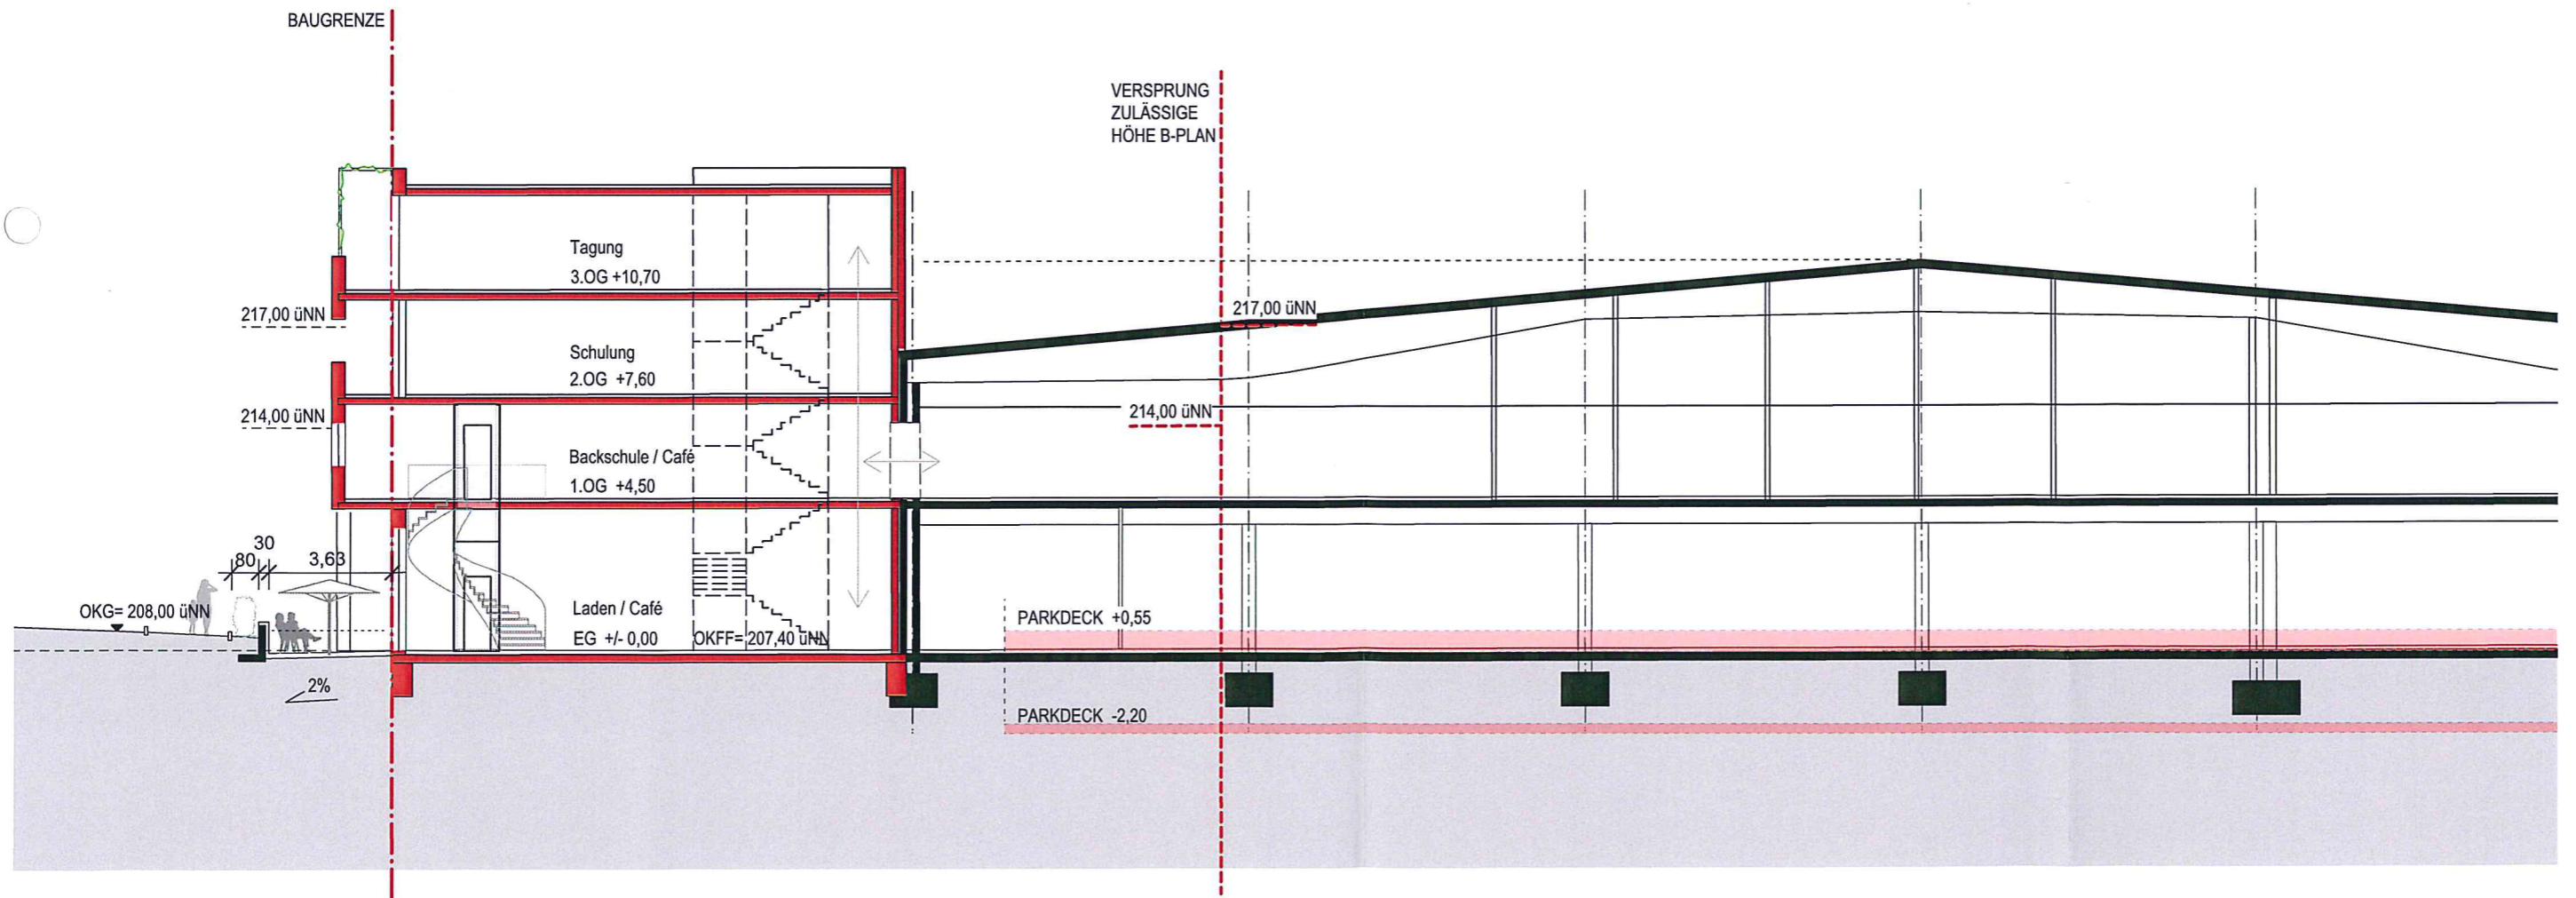 BAUGRENZE
VERSPRUNG
ZULÄSSIGE
HÖHE B-PLAN
Tagung
3.OG +10,70
217,00 üNN
217,00 üNN
Schulung
2.OG +7,60
214,00 üNN
214,00 üNN
Backschule / Café
1.OG +4,50
30
80
3,63
OKG= 208,00 üNN
Laden / Café
EG +/- 0,00
OKFF= 207,40 üNN
PARKDECK +0,55
2%
PARKDECK -2,20